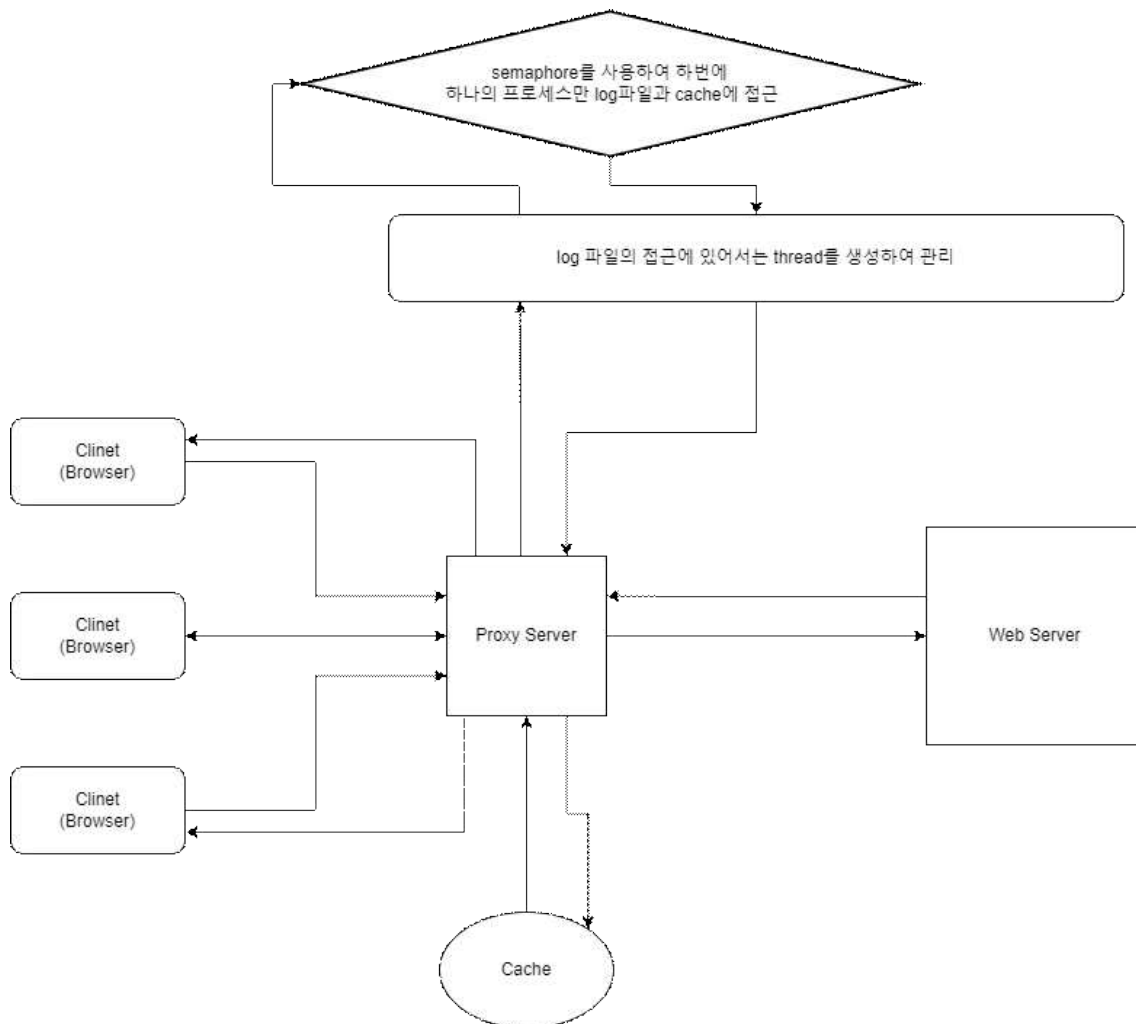 semaphore를 사용하여 하번에
하나의 프로세스만 log파일과 cache에 접근
log 파일의 접근에 있어서는 thread를 생성하여 관리
Clinet
(Browser)
Clinet
(Browser)
Proxy Server
Web Server
Clinet
(Browser)
Cache